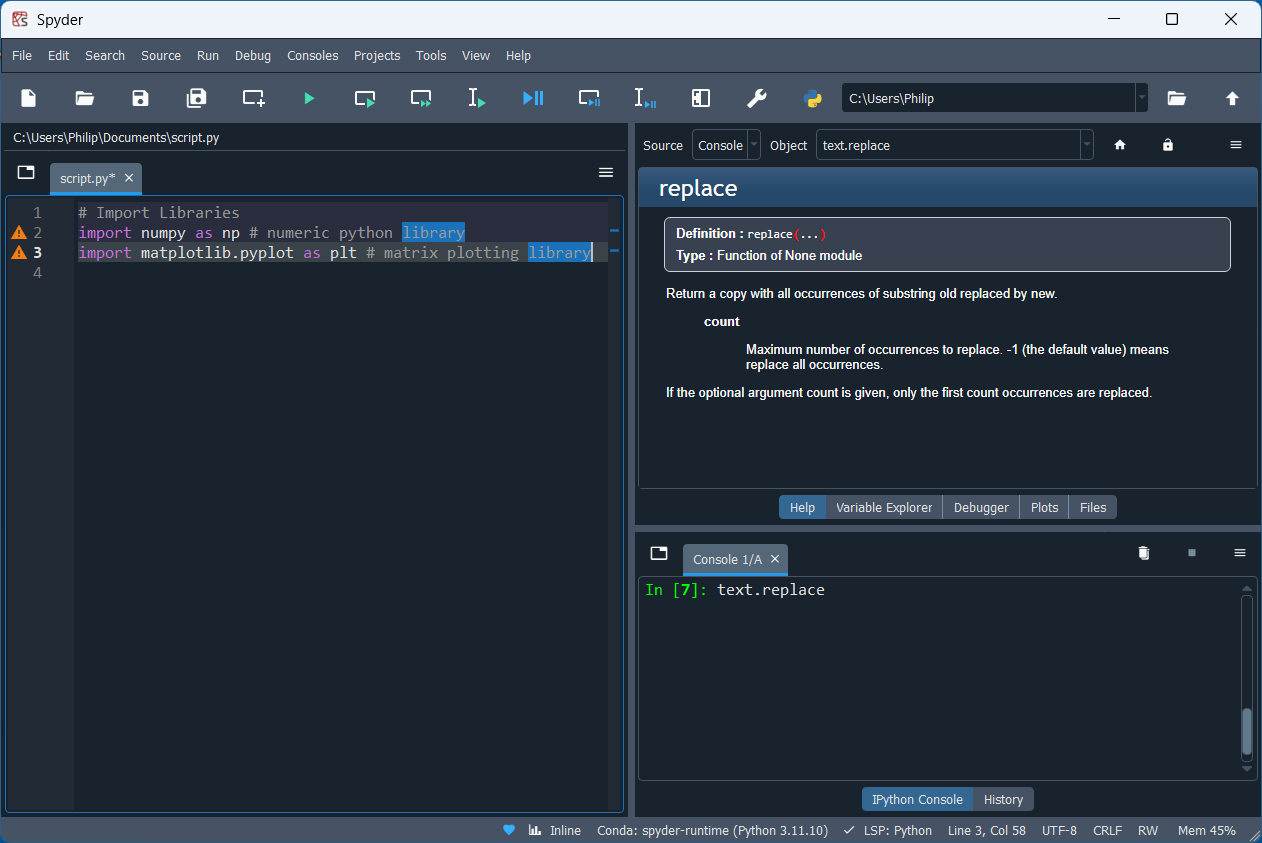 Spyder
File Edit Search Source Run Debug Consoles Projects Tools View Help
C:\Users\Philip
C:\Users\Philip\Documents\script.py
script.py*
1 # Import Libraries
2 import numpy as np # numeric python library
3 import matplotlib.pyplot as plt # matrix plotting library
4
Source Console Object text.replace
replace
Definition : replace(...)
Type : Function of None module
Return a copy with all occurrences of substring old replaced by new.
count
Maximum number of occurrences to replace. -1 (the default value) means
replace all occurrences.
If the optional argument count is given, only the first count occurrences are replaced.
Help Variable Explorer Debugger Plots Files
Console 1/A
In [7]: text.replace
IPython Console History
Inline Conda: spyder-runtime (Python 3.11.10) LSP: Python Line 3, Col 58 UTF-8 CRLF RW Mem 45%